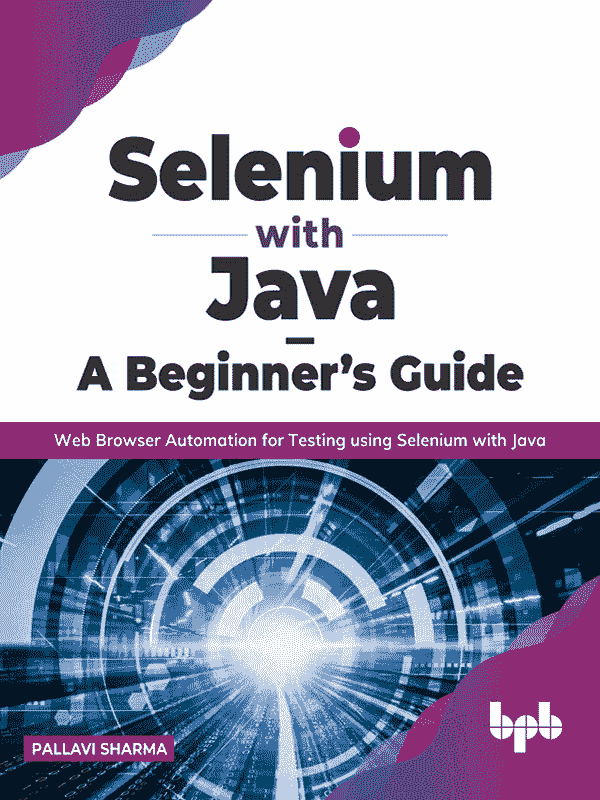 Selenium
with
Java
–
A Beginner’s Guide
Web Browser Automation for Testing using Selenium with Java
PALLAVI SHARMA
bpb